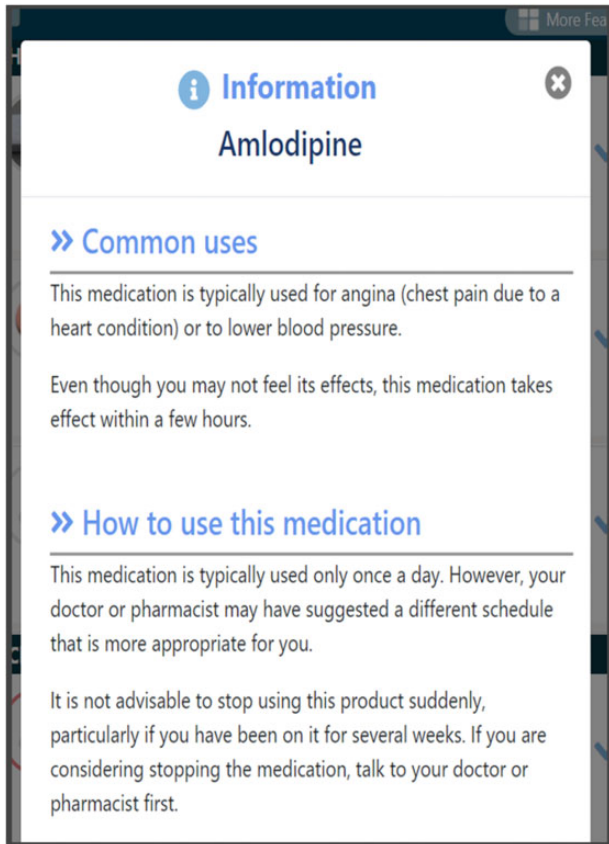 More Fea
Information
Amlodipine
>> Common uses
This medication is typically used for angina (chest pain due to a
heart condition) or to lower blood pressure.
Even though you may not feel its effects, this medication takes
effect within a few hours.
>> How to use this medication
This medication is typically used only once a day. However, your
doctor or pharmacist may have suggested a different schedule
that is more appropriate for you.
It is not advisable to stop using this product suddenly,
particularly if you have been on it for several weeks. If you are
considering stopping the medication, talk to your doctor or
pharmacist first.